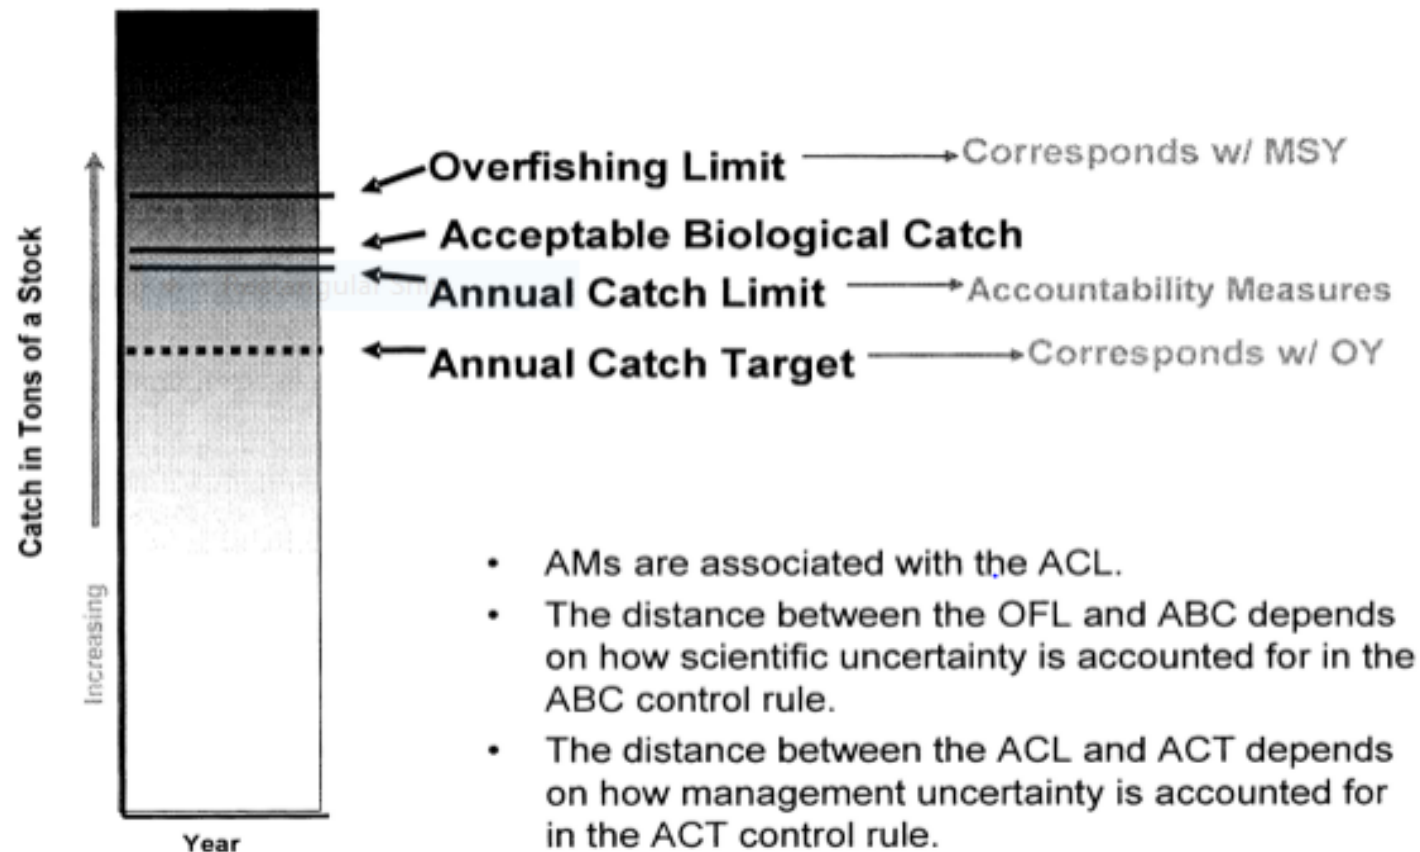 Overfishing Limit
Corresponds w/ MSY
Acceptable Biological Catch
Annual Catch Limit
Accountability Measures
Annual Catch Target
Corresponds w/ OY
Catch in Tons of a Stock
Increasing
Year
• AMs are associated with the ACL.
• The distance between the OFL and ABC depends
on how scientific uncertainty is accounted for in the
ABC control rule.
• The distance between the ACL and ACT depends
on how management uncertainty is accounted for
in the ACT control rule.